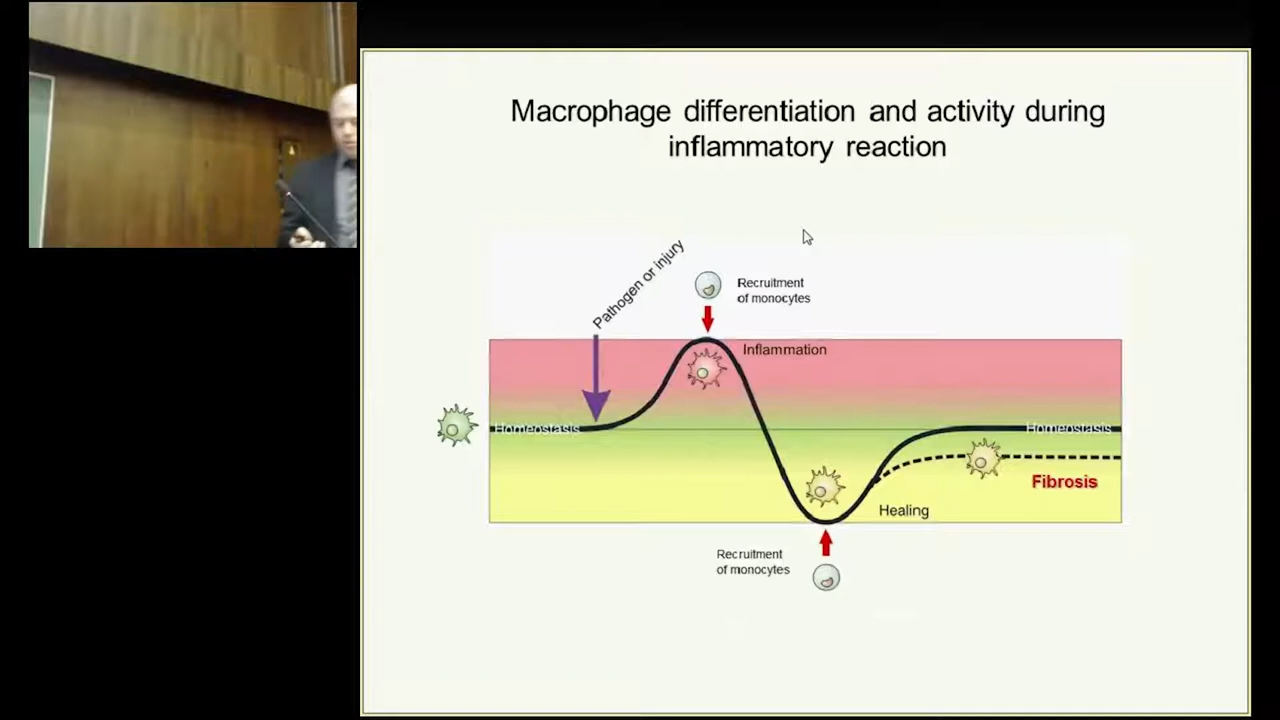 Macrophage differentiation and activity during
inflammatory reaction
Pathogen or injury
Recruitment
of monocytes
Inflammation
Homeostasis
Homeostasis
Fibrosis
Healing
Recruitment
of monocytes